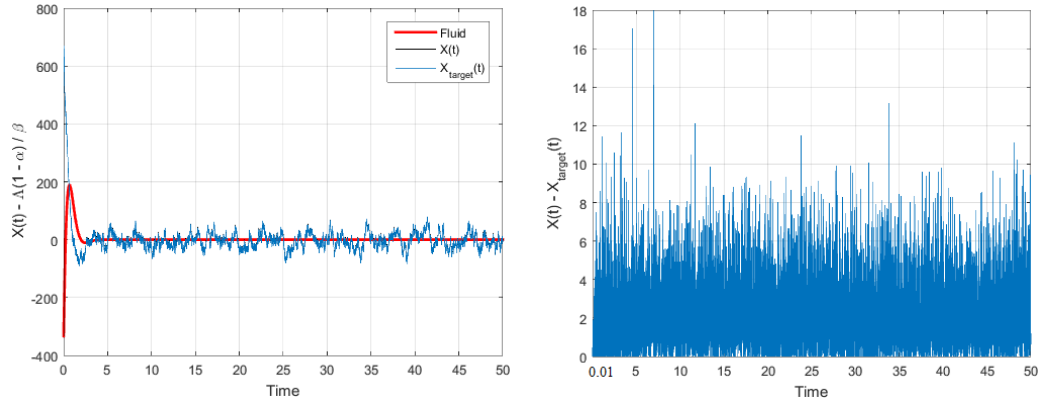 800
600
400
200
0
-200
-400
X(t) - Λ(1 - α) / β
0 5 10 15 20 25 30 35 40 45 50
Time
Fluid
X(t)
X_target(t)
18
16
14
12
10
8
6
4
2
0
X(t) - X_target(t)
0.01 5 10 15 20 25 30 35 40 45 50
Time